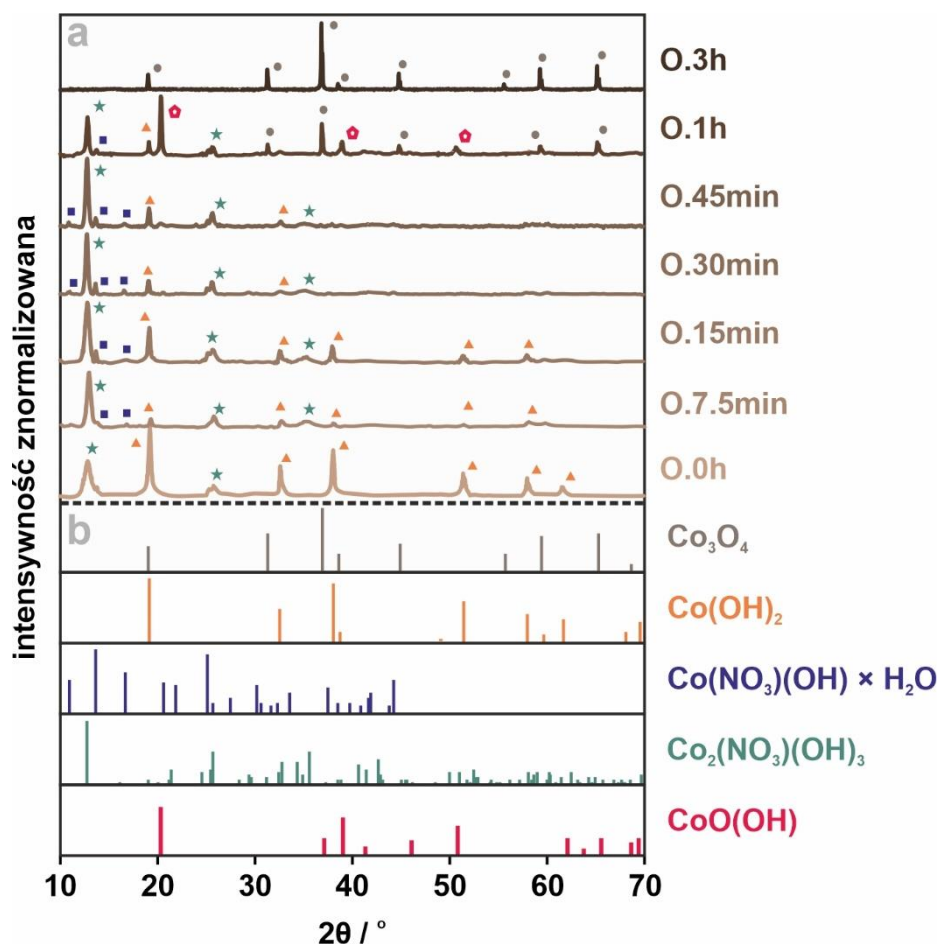 a
O.3h
O.1h
O.45min
O.30min
O.15min
O.7.5min
O.0h
intensywność znormalizowana
b
Co₃O₄
Co(OH)₂
Co(NO₃)(OH) × H₂O
Co₂(NO₃)(OH)₃
CoO(OH)
10 20 30 40 50 60 70
2θ / °